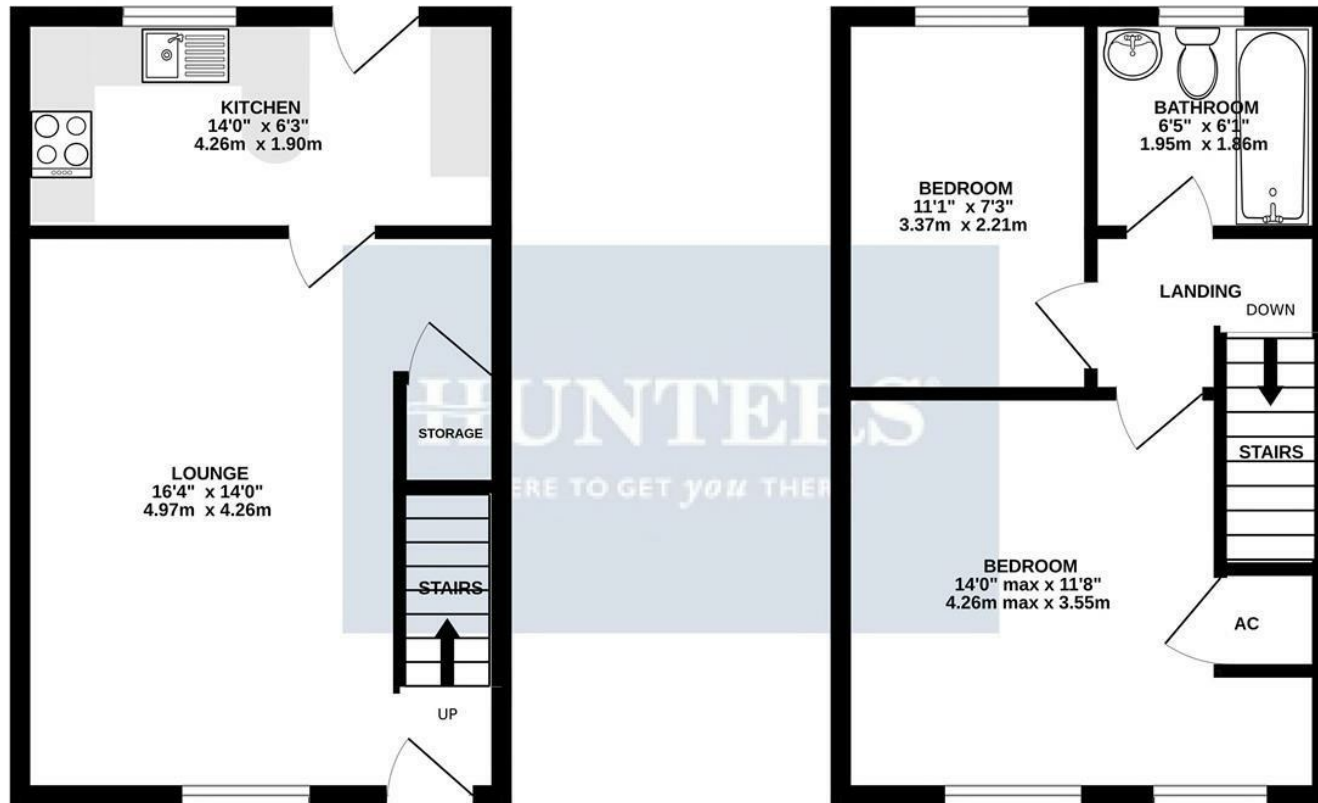 KITCHEN
14'0" x 6'3"
4.26m x 1.90m
LOUNGE
16'4" x 14'0"
4.97m x 4.26m
STORAGE
STAIRS
UP
BEDROOM
11'1" x 7'3"
3.37m x 2.21m
BATHROOM
6'5" x 6'1"
1.95m x 1.86m
LANDING
DOWN
STAIRS
BEDROOM
14'0" max x 11'8"
4.26m max x 3.55m
AC
HUNTERS®
ERE TO GET you THER